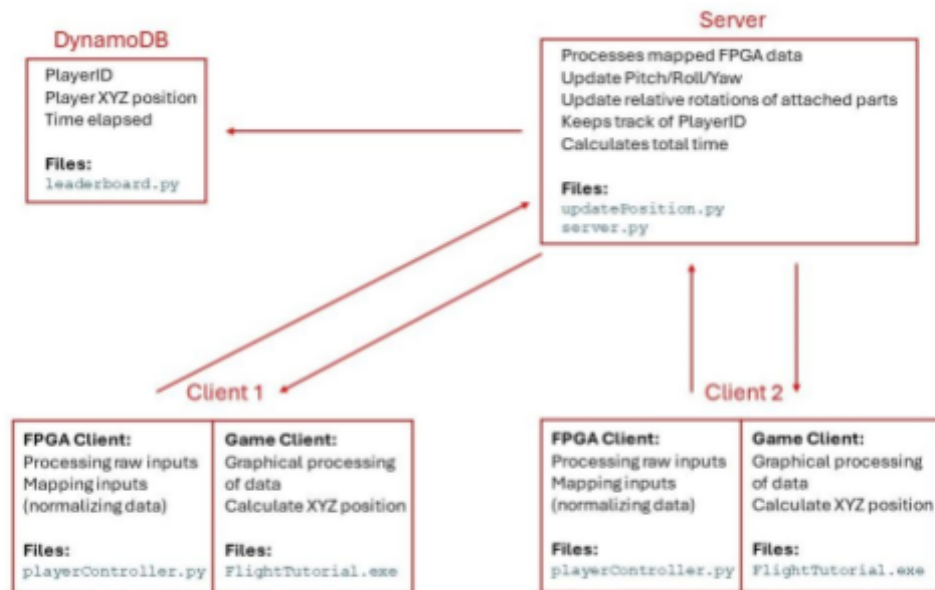 DynamoDB
PlayerID
Player XYZ position
Time elapsed
Files:
leaderboard.py
Server
Processes mapped FPGA data
Update Pitch/Roll/Yaw
Update relative rotations of attached parts
Keeps track of PlayerID
Calculates total time
Files:
updatePosition.py
server.py
Client 1
FPGA Client:
Processing raw inputs
Mapping inputs
(normalizing data)
Files:
playerController.py
Game Client:
Graphical processing
of data
Calculate XYZ position
Files:
FlightTutorial.exe
Client 2
FPGA Client:
Processing raw inputs
Mapping inputs
(normalizing data)
Files:
playerController.py
Game Client:
Graphical processing
of data
Calculate XYZ position
Files:
FlightTutorial.exe